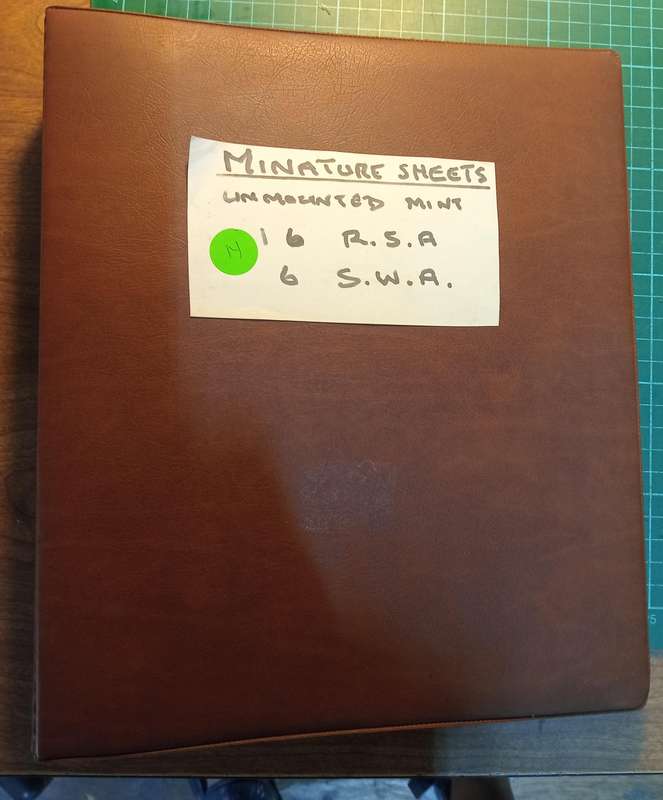 MINATURE SHEETS
UNMOUNTED MINT
16 R.S.A
6 S.W.A.